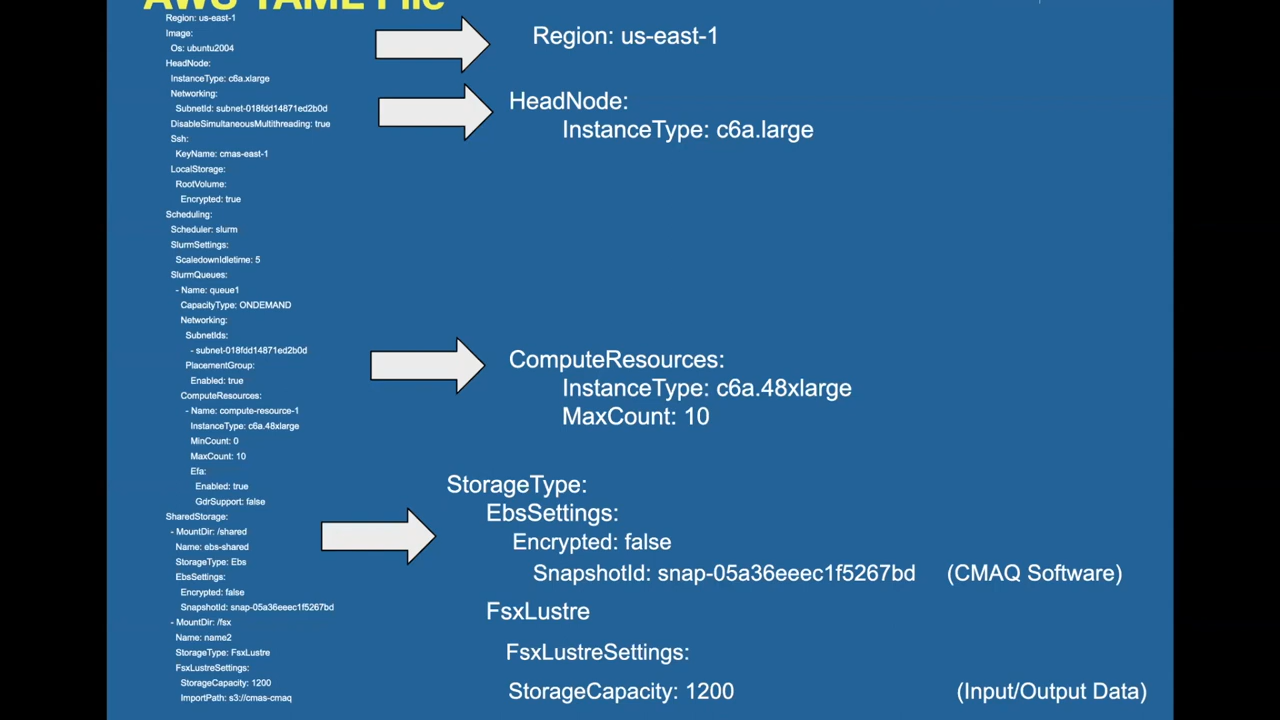 AWS YAML File
Region: us-east-1
Image:
Os: ubuntu2004
HeadNode:
InstanceType: c6a.xlarge
Networking:
SubnetId: subnet-018fdd14871ed2b0d
DisableSimultaneousMultithreading: true
Ssh:
KeyName: cmas-east-1
LocalStorage:
RootVolume:
Encrypted: true
Scheduling:
Scheduler: slurm
SlurmSettings:
ScaledownIdletime: 5
SlurmQueues:
- Name: queue1
CapacityType: ONDEMAND
Networking:
SubnetIds:
- subnet-018fdd14871ed2b0d
PlacementGroup:
Enabled: true
ComputeResources:
- Name: compute-resource-1
InstanceType: c6a.48xlarge
MinCount: 0
MaxCount: 10
Efa:
Enabled: true
GdrSupport: false
SharedStorage:
- MountDir: /shared
Name: ebs-shared
StorageType: Ebs
EbsSettings:
Encrypted: false
SnapshotId: snap-05a36eeec1f5267bd
- MountDir: /fsx
Name: name2
StorageType: FsxLustre
FsxLustreSettings:
StorageCapacity: 1200
ImportPath: s3://cmas-cmaq
Region: us-east-1
HeadNode:
InstanceType: c6a.large
ComputeResources:
InstanceType: c6a.48xlarge
MaxCount: 10
StorageType:
EbsSettings:
Encrypted: false
SnapshotId: snap-05a36eeec1f5267bd (CMAQ Software)
FsxLustre
FsxLustreSettings:
StorageCapacity: 1200 (Input/Output Data)